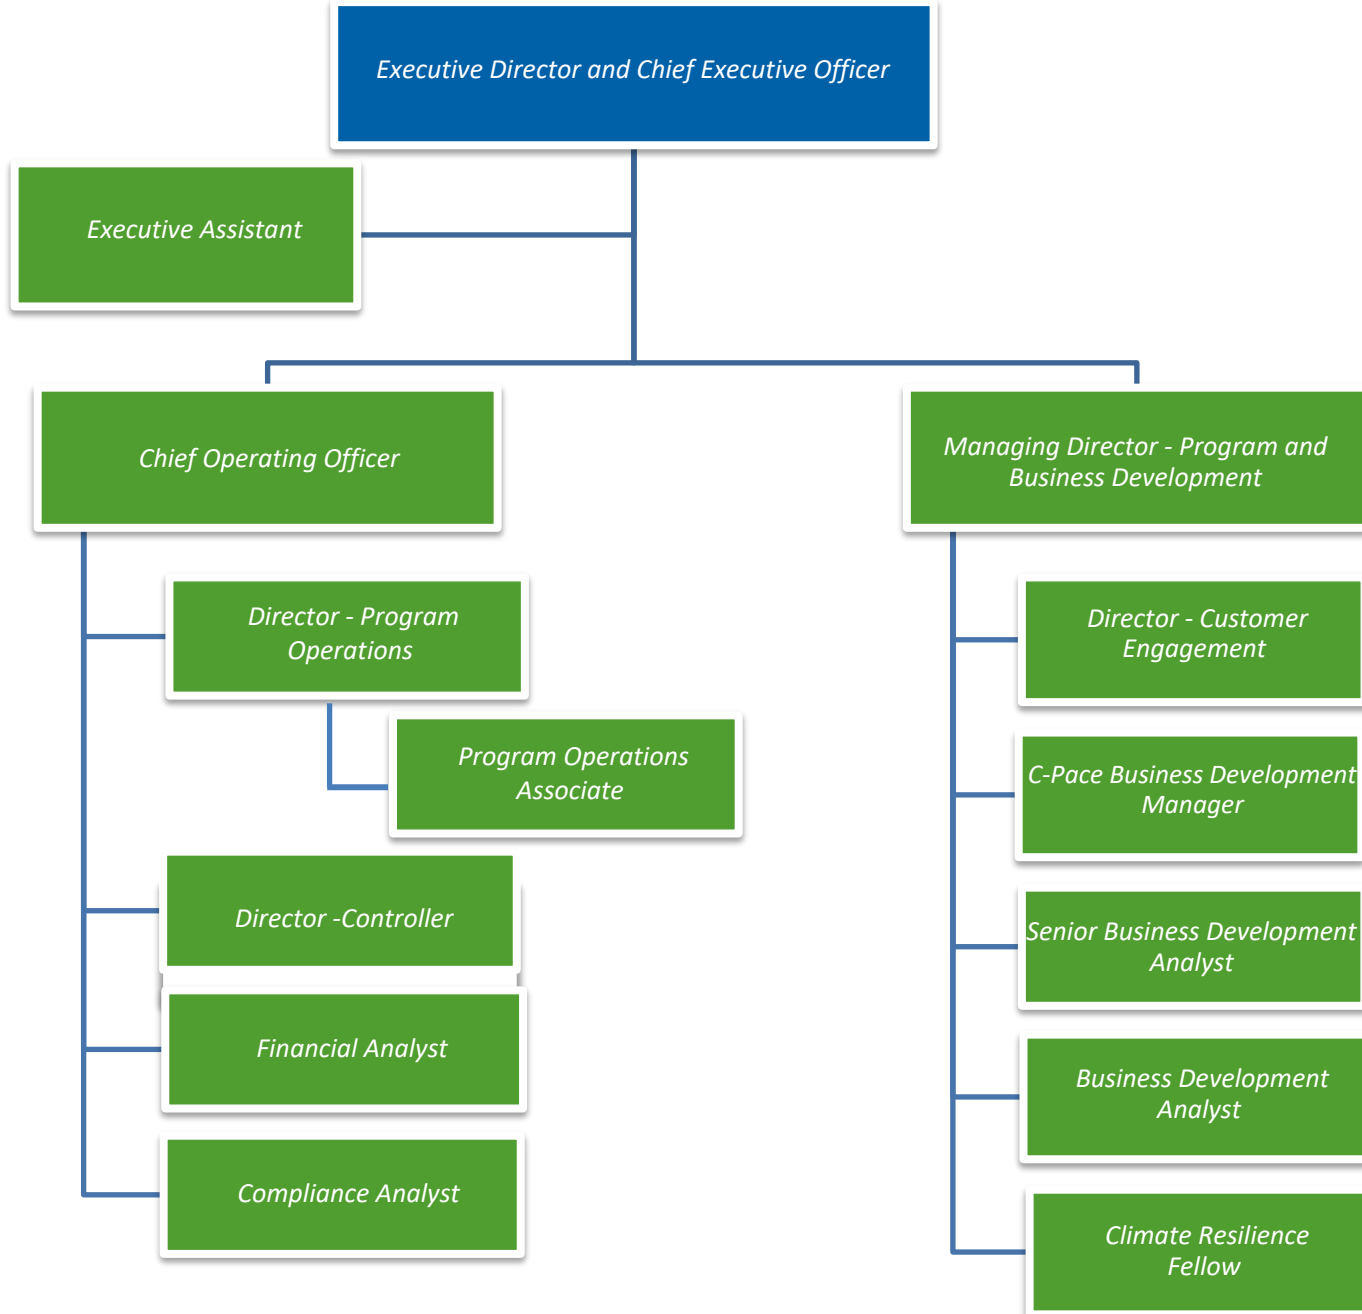 Executive Director and Chief Executive Officer
Executive Assistant
Chief Operating Officer
Managing Director - Program and
Business Development
Director - Program
Operations
Program Operations
Associate
Director -Controller
Financial Analyst
Compliance Analyst
Director - Customer
Engagement
C-Pace Business Development
Manager
Senior Business Development
Analyst
Business Development
Analyst
Climate Resilience
Fellow